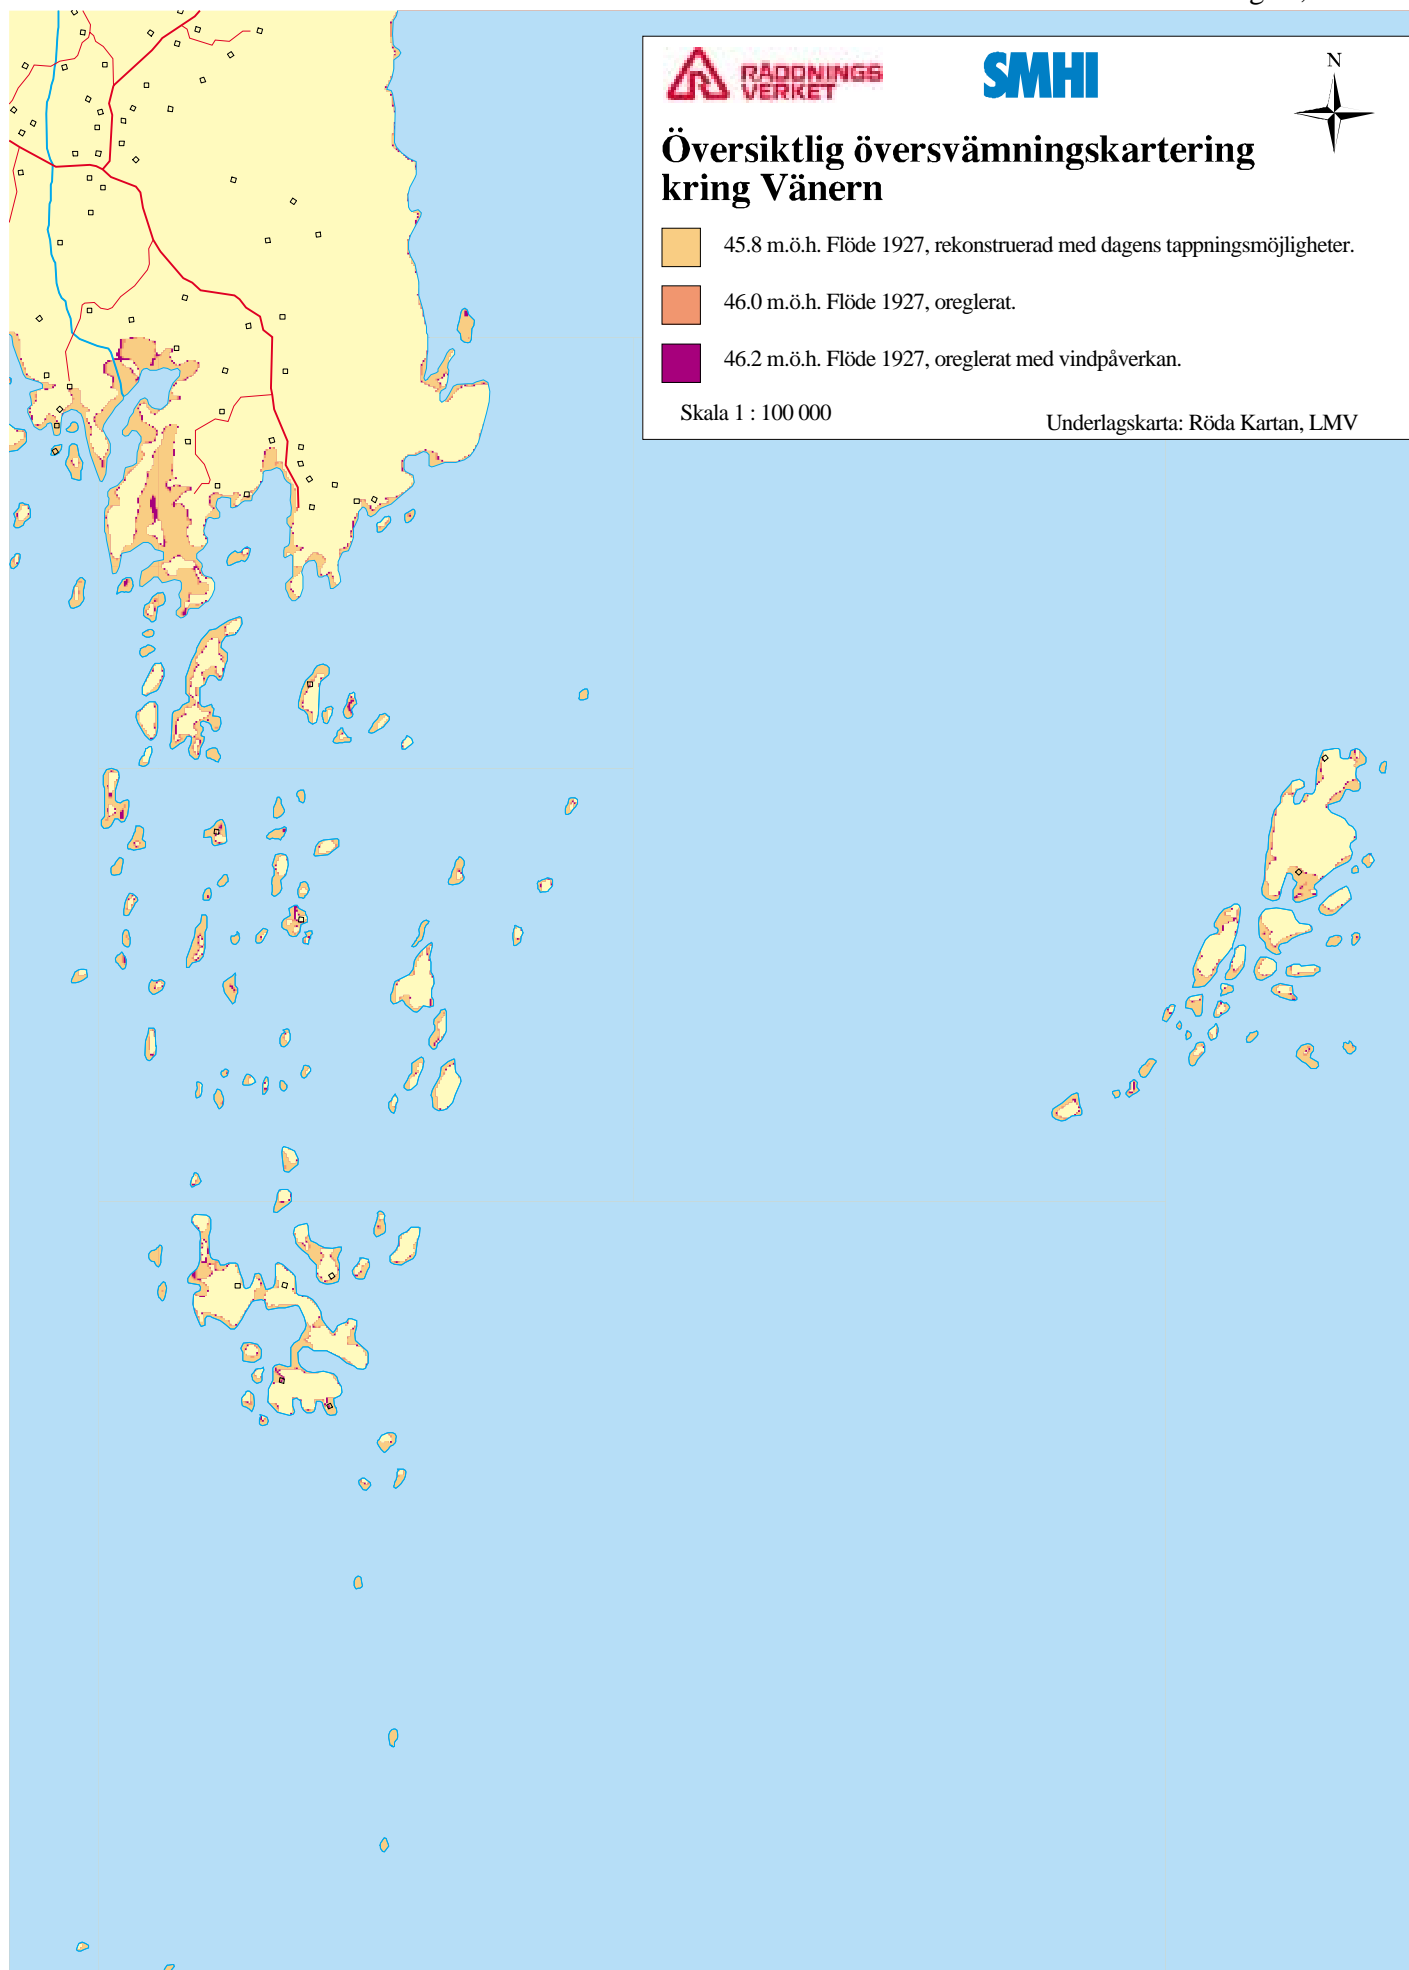 RÄDDNINGS
VERKET
SMHI
N
Översiktlig översvämningskartering
kring Vänern
45.8 m.ö.h. Flöde 1927, rekonstruerad med dagens tappningsmöjligheter.
46.0 m.ö.h. Flöde 1927, oreglerat.
46.2 m.ö.h. Flöde 1927, oreglerat med vindpåverkan.
Skala 1 : 100 000
Underlagskarta: Röda Kartan, LMV